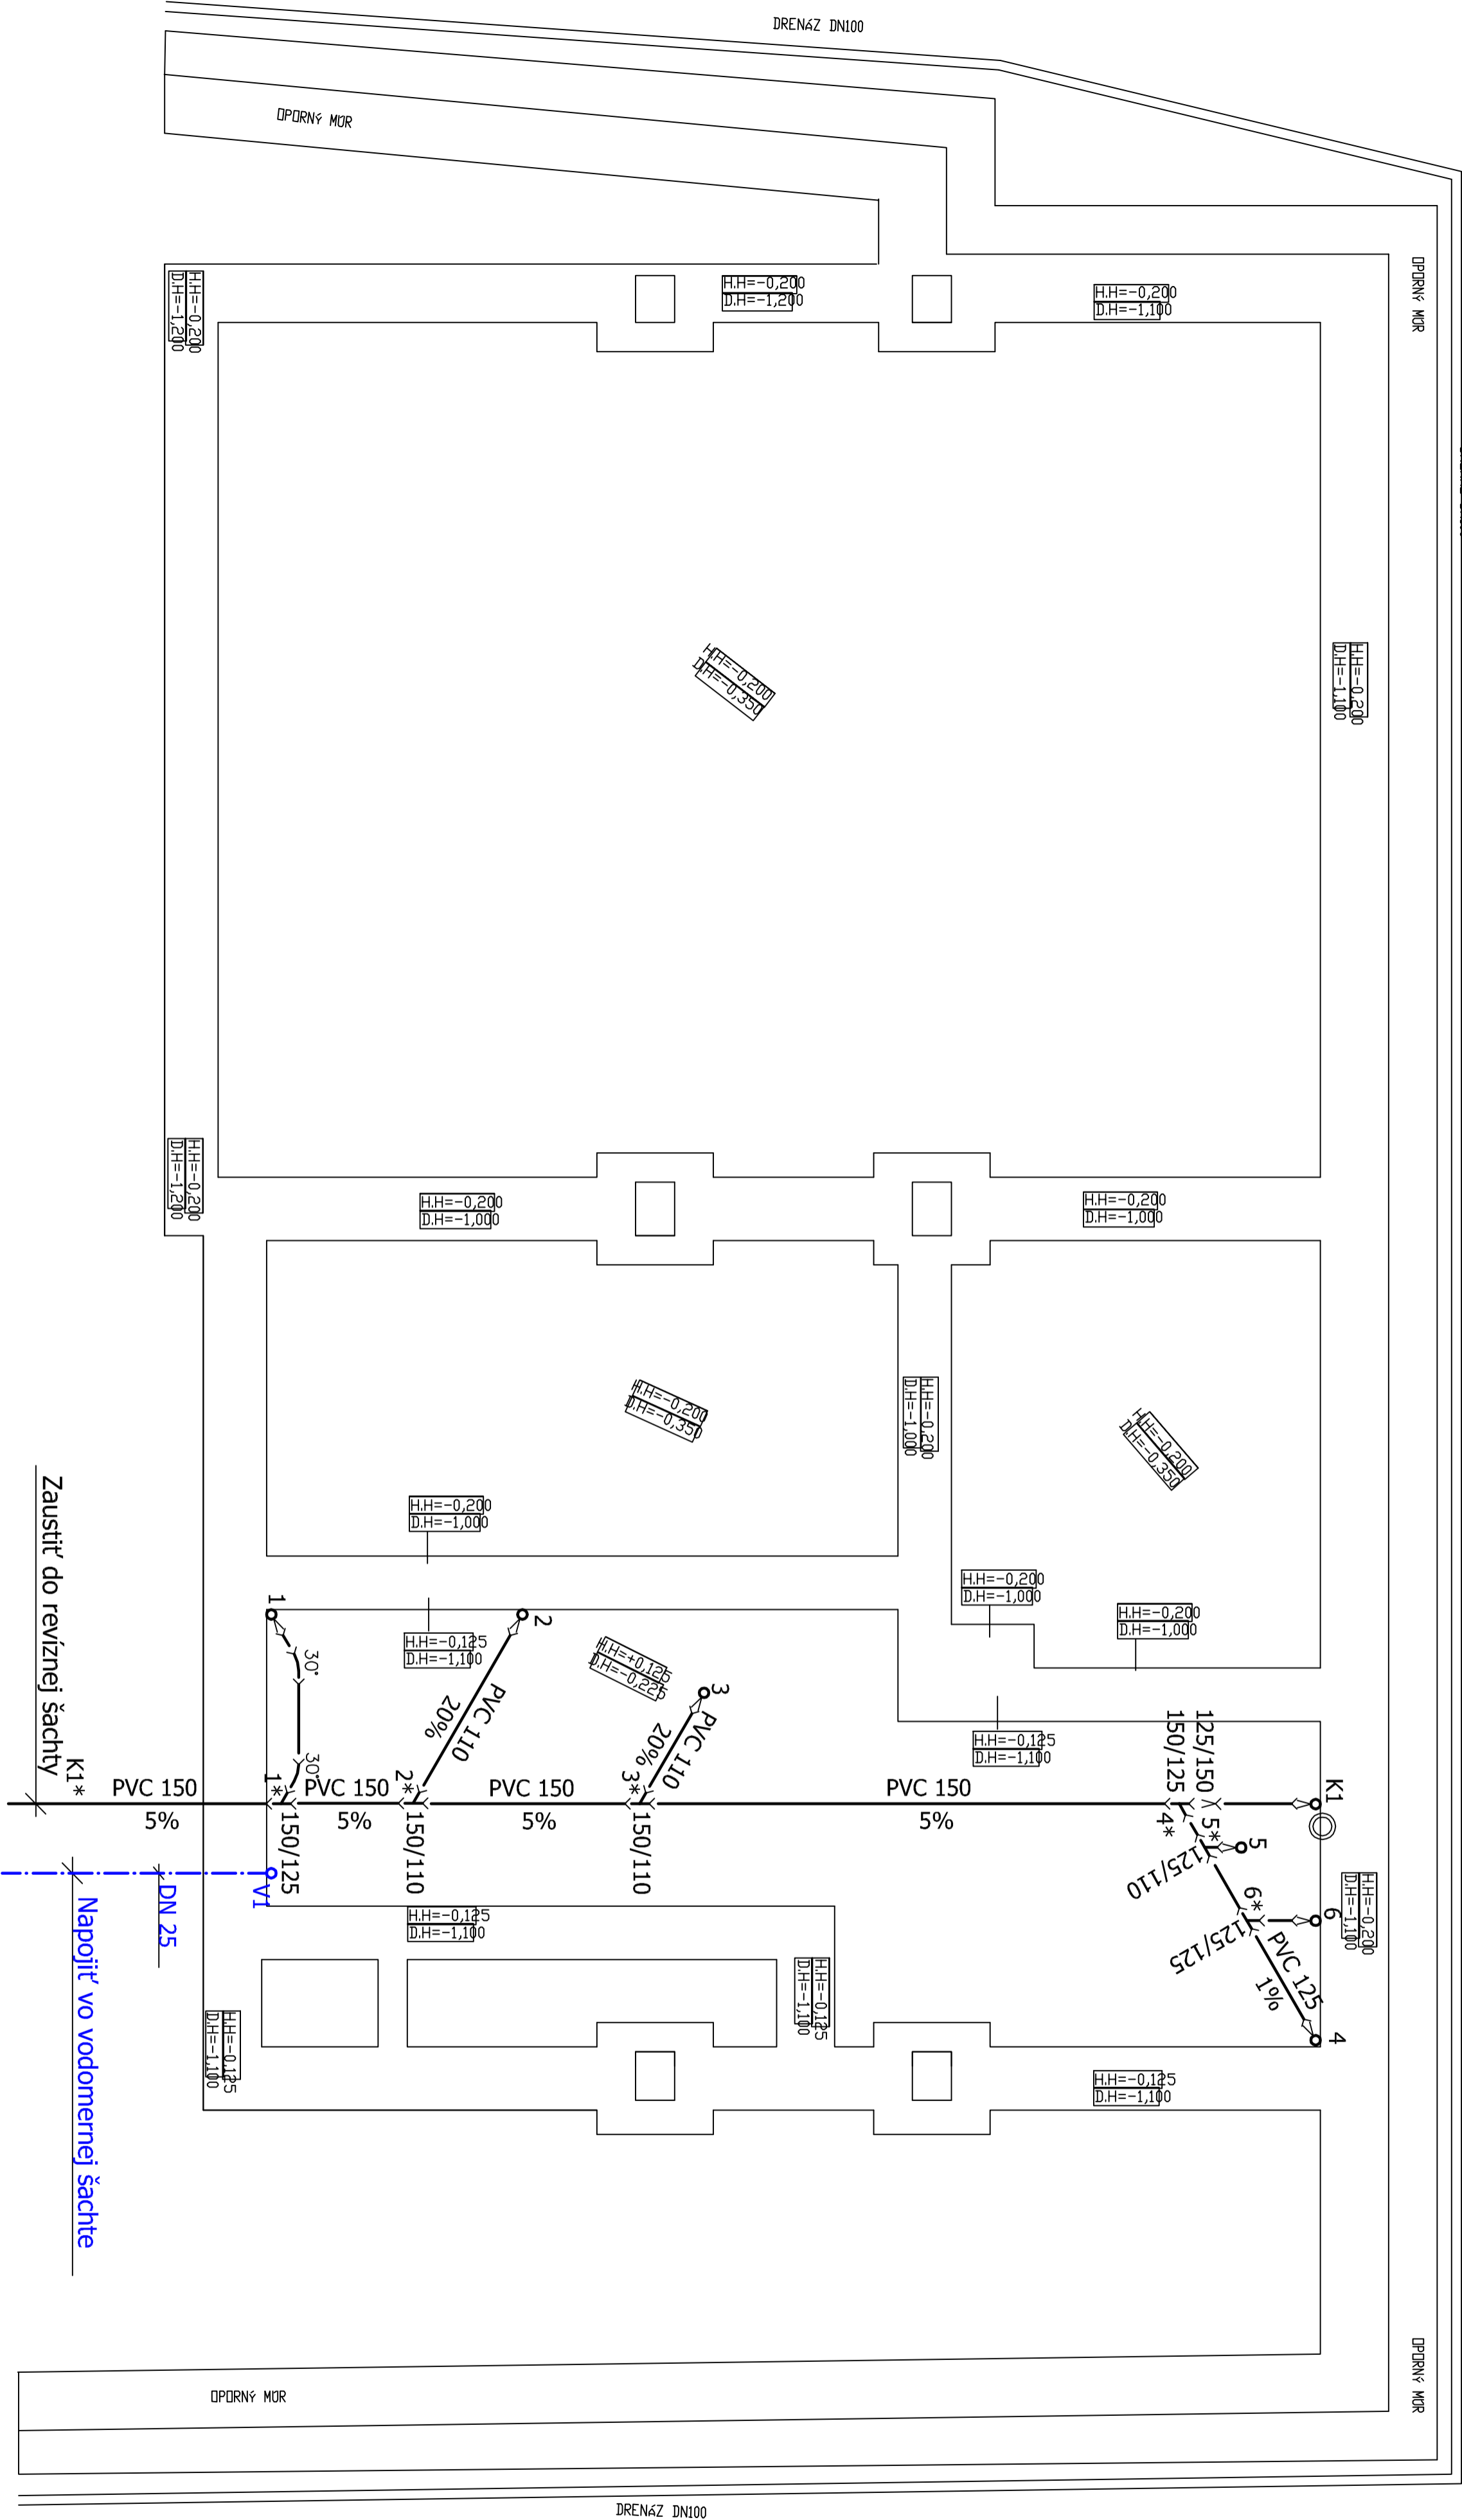 DRENÁZ DN100
OPORNÝ MÚR
OPORNÝ MÚR
H.H=-0,200
D.H=-1,200
H.H=-0,200
D.H=-1,200
H.H=-0,200
D.H=-1,100
H.H=-0,200
D.H=-0,350
H.H=-0,200
D.H=-1,100
H.H=-0,200
D.H=-1,200
H.H=-0,200
D.H=-1,000
H.H=-0,200
D.H=-1,000
H.H=-0,200
D.H=-0,350
H.H=-0,200
D.H=-1,000
H.H=-0,200
D.H=-0,350
H.H=-0,200
D.H=-1,000
H.H=-0,200
D.H=-1,000
H.H=-0,200
D.H=-1,000
H.H=-0,125
D.H=-1,100
H.H=+0,125
D.H=-0,225
H.H=-0,125
D.H=-1,100
Zaustiť do revíznej šachty
K1*
1
30°
30°
1*
2
PVC 110
20%
2*
3
PVC 110
20%
3*
PVC 150
5%
PVC 150
5%
PVC 150
5%
PVC 150
5%
150/125
150/110
150/110
125/150
150/125
4*
K1
5*
5
125/110
6*
6
125/125
PVC 125
1%
4
V1
DN 25
Napojiť vo vodomernej šachte
H.H=-0,200
D.H=-1,100
H.H=-0,125
D.H=-1,100
H.H=-0,125
D.H=-1,100
H.H=-0,125
D.H=-1,100
H.H=-0,125
D.H=-1,100
OPORNÝ MÚR
OPORNÝ MÚR
DRENÁZ DN100